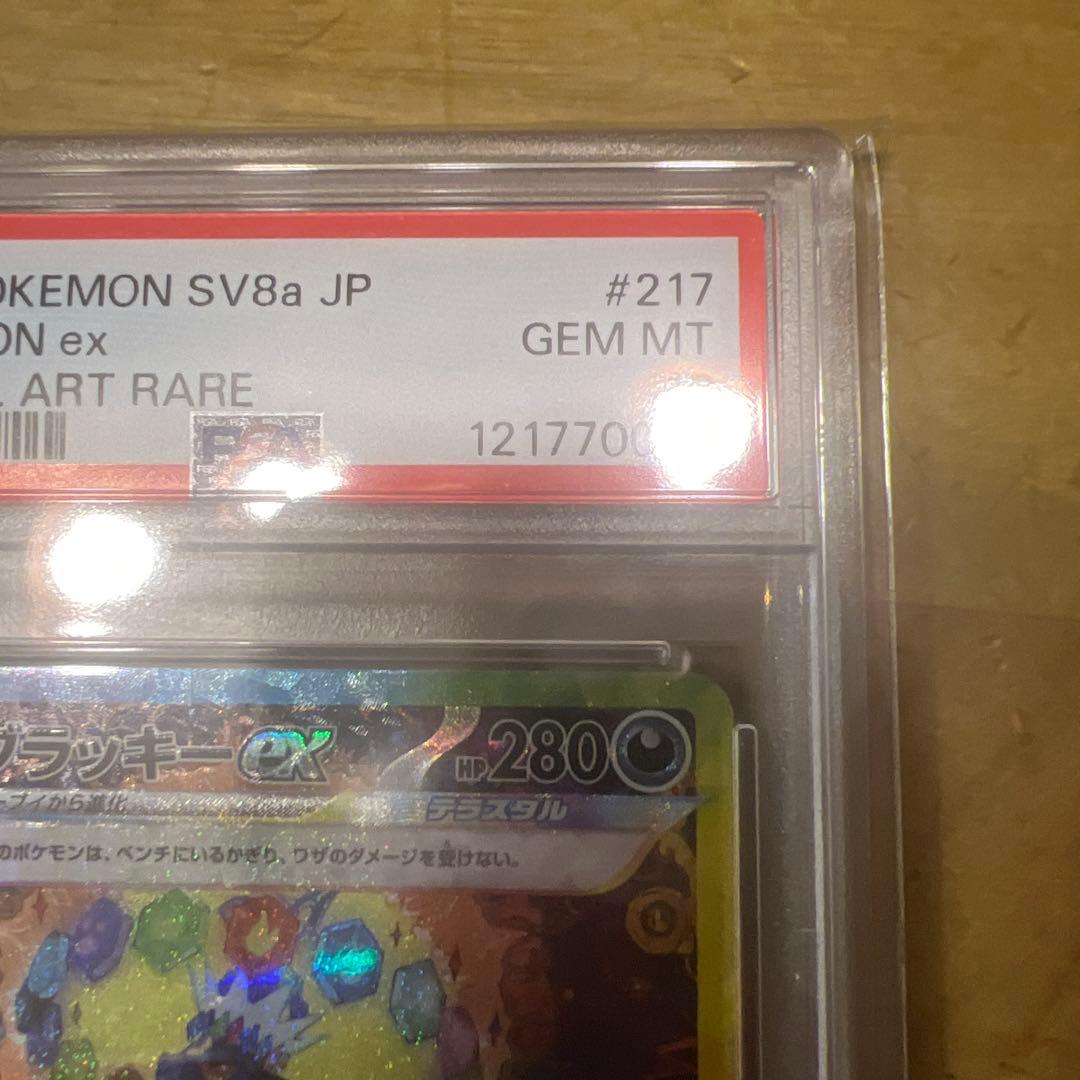 OKEMON SV8a JP #217
ON ex GEM MT
ART RARE
PSA 1217700
ブラッキーex HP280
ーブイから進化 テラスタル
のポケモンは、ベンチにいるかぎり、ワザのダメージを受けない。